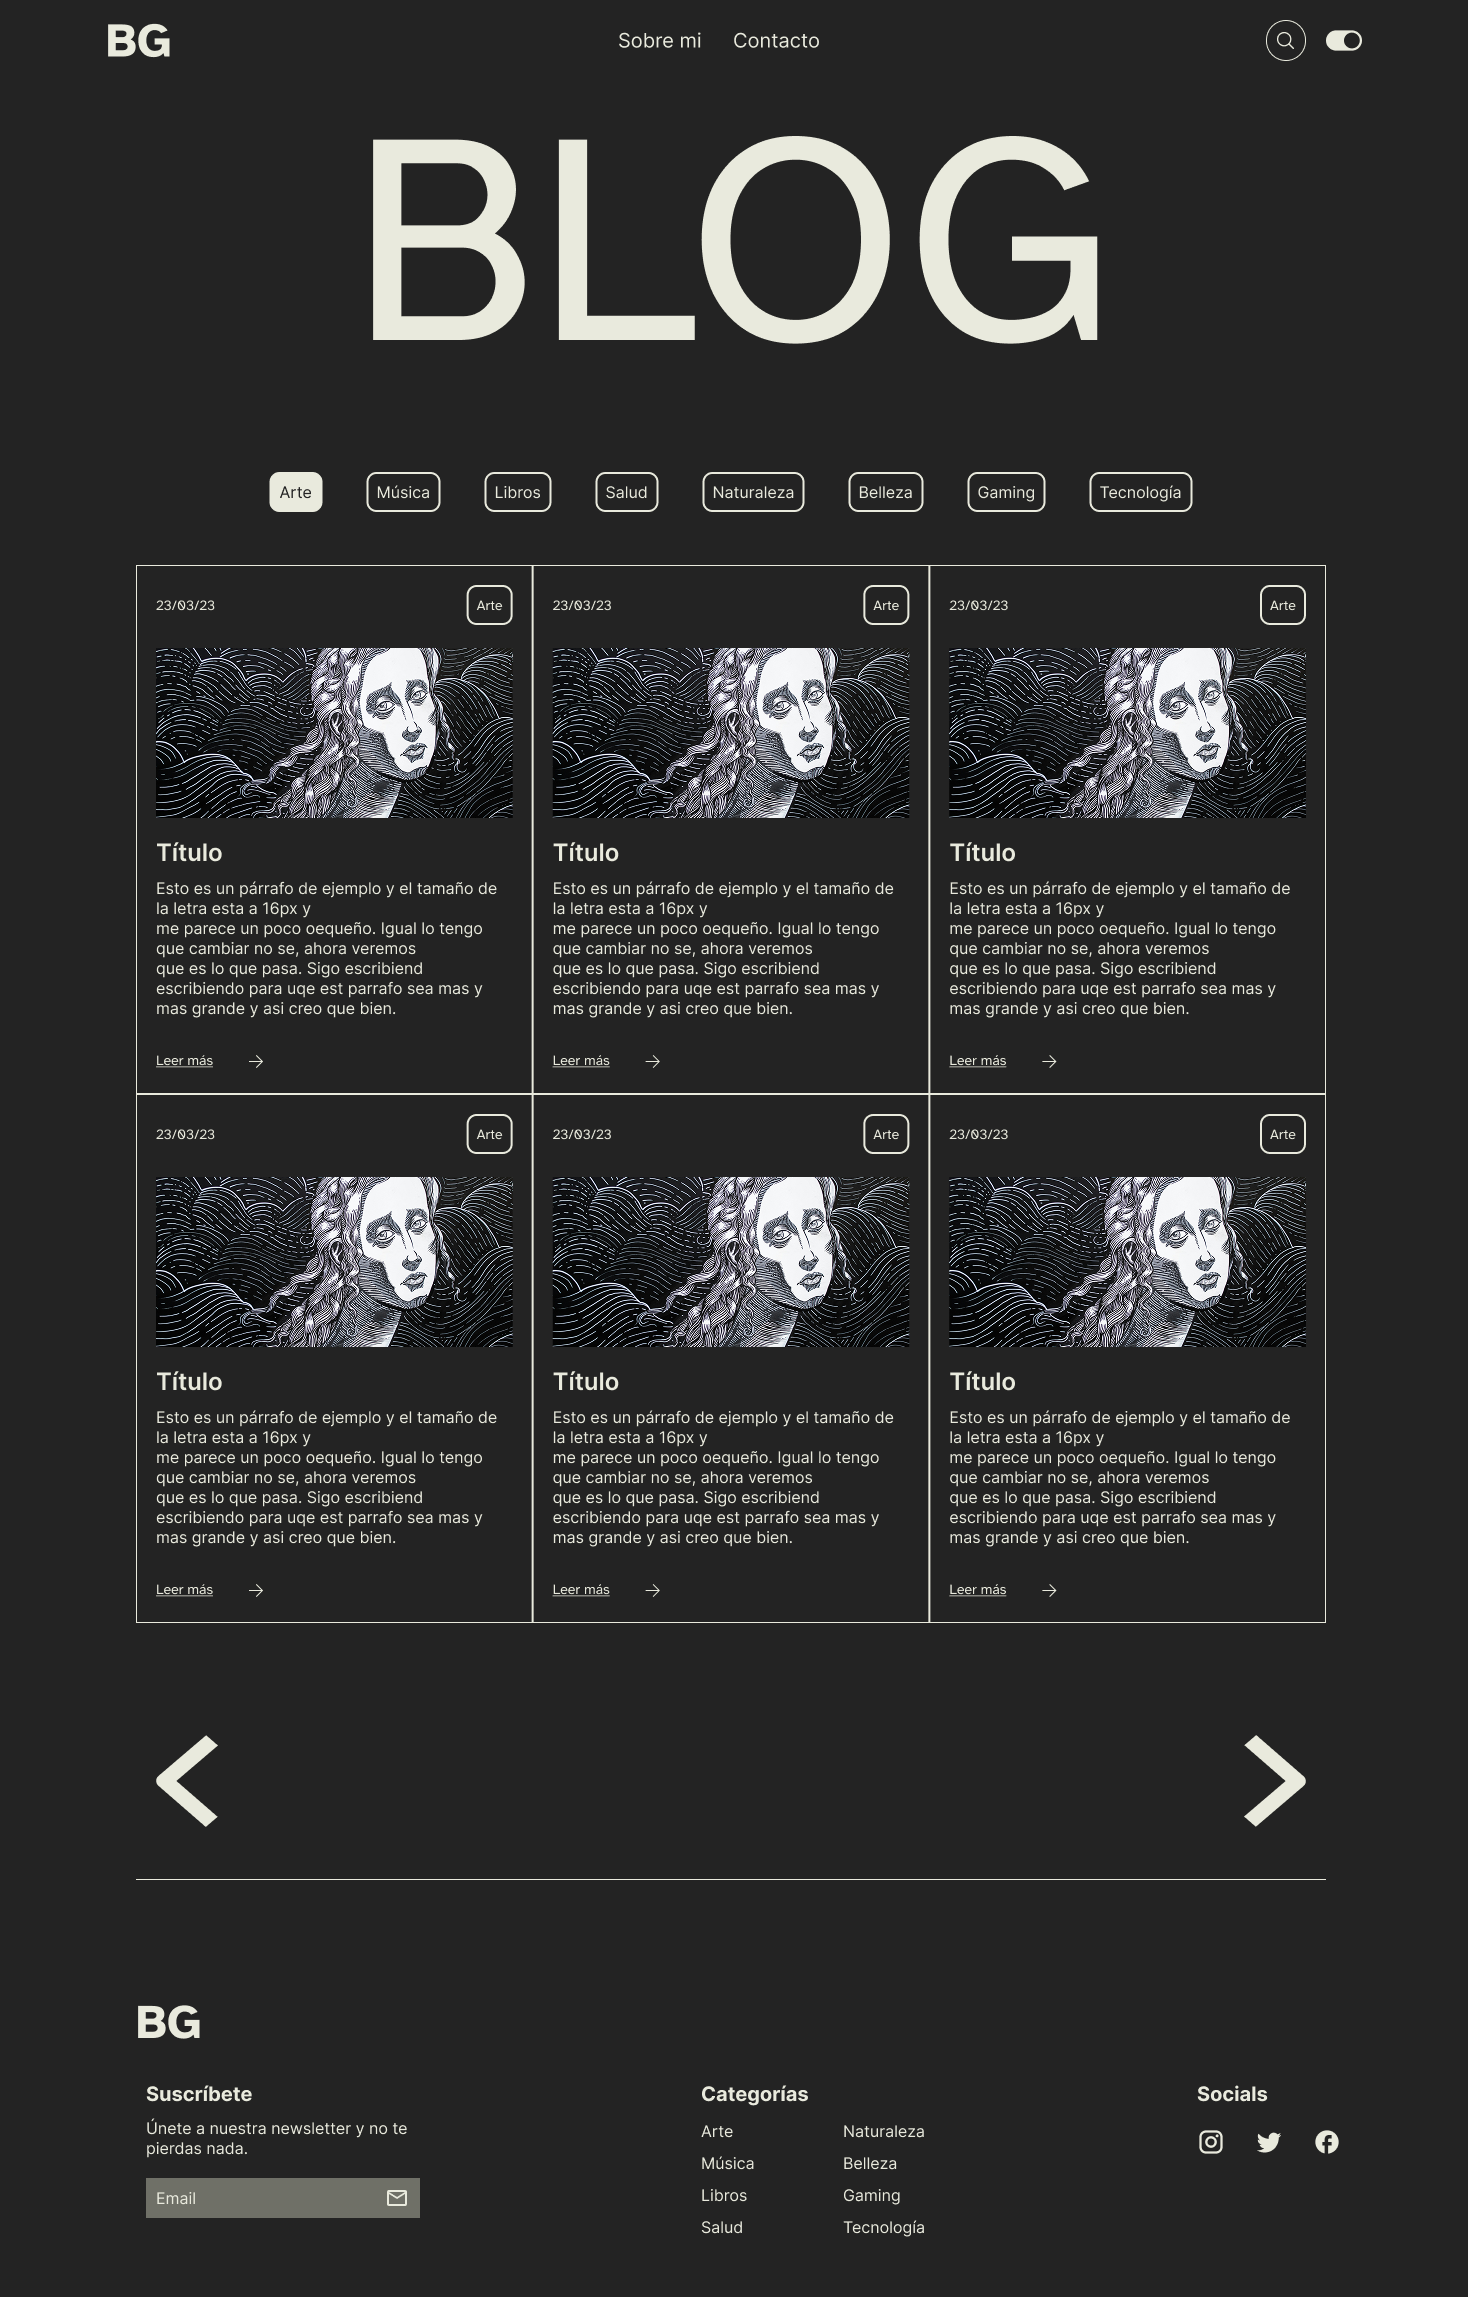 BG
Sobre mi Contacto
BLOG
Arte Música Libros Salud Naturaleza Belleza Gaming Tecnología
23/03/23 Arte
Título
Esto es un párrafo de ejemplo y el tamaño de
la letra esta a 16px y
me parece un poco oequeño. Igual lo tengo
que cambiar no se, ahora veremos
que es lo que pasa. Sigo escribiend
escribiendo para uqe est parrafo sea mas y
mas grande y asi creo que bien.
Leer más
23/03/23 Arte
Título
Esto es un párrafo de ejemplo y el tamaño de
la letra esta a 16px y
me parece un poco oequeño. Igual lo tengo
que cambiar no se, ahora veremos
que es lo que pasa. Sigo escribiend
escribiendo para uqe est parrafo sea mas y
mas grande y asi creo que bien.
Leer más
23/03/23 Arte
Título
Esto es un párrafo de ejemplo y el tamaño de
la letra esta a 16px y
me parece un poco oequeño. Igual lo tengo
que cambiar no se, ahora veremos
que es lo que pasa. Sigo escribiend
escribiendo para uqe est parrafo sea mas y
mas grande y asi creo que bien.
Leer más
23/03/23 Arte
Título
Esto es un párrafo de ejemplo y el tamaño de
la letra esta a 16px y
me parece un poco oequeño. Igual lo tengo
que cambiar no se, ahora veremos
que es lo que pasa. Sigo escribiend
escribiendo para uqe est parrafo sea mas y
mas grande y asi creo que bien.
Leer más
23/03/23 Arte
Título
Esto es un párrafo de ejemplo y el tamaño de
la letra esta a 16px y
me parece un poco oequeño. Igual lo tengo
que cambiar no se, ahora veremos
que es lo que pasa. Sigo escribiend
escribiendo para uqe est parrafo sea mas y
mas grande y asi creo que bien.
Leer más
23/03/23 Arte
Título
Esto es un párrafo de ejemplo y el tamaño de
la letra esta a 16px y
me parece un poco oequeño. Igual lo tengo
que cambiar no se, ahora veremos
que es lo que pasa. Sigo escribiend
escribiendo para uqe est parrafo sea mas y
mas grande y asi creo que bien.
Leer más
BG
Suscríbete
Únete a nuestra newsletter y no te
pierdas nada.
Email
Categorías
Arte Naturaleza
Música Belleza
Libros Gaming
Salud Tecnología
Socials